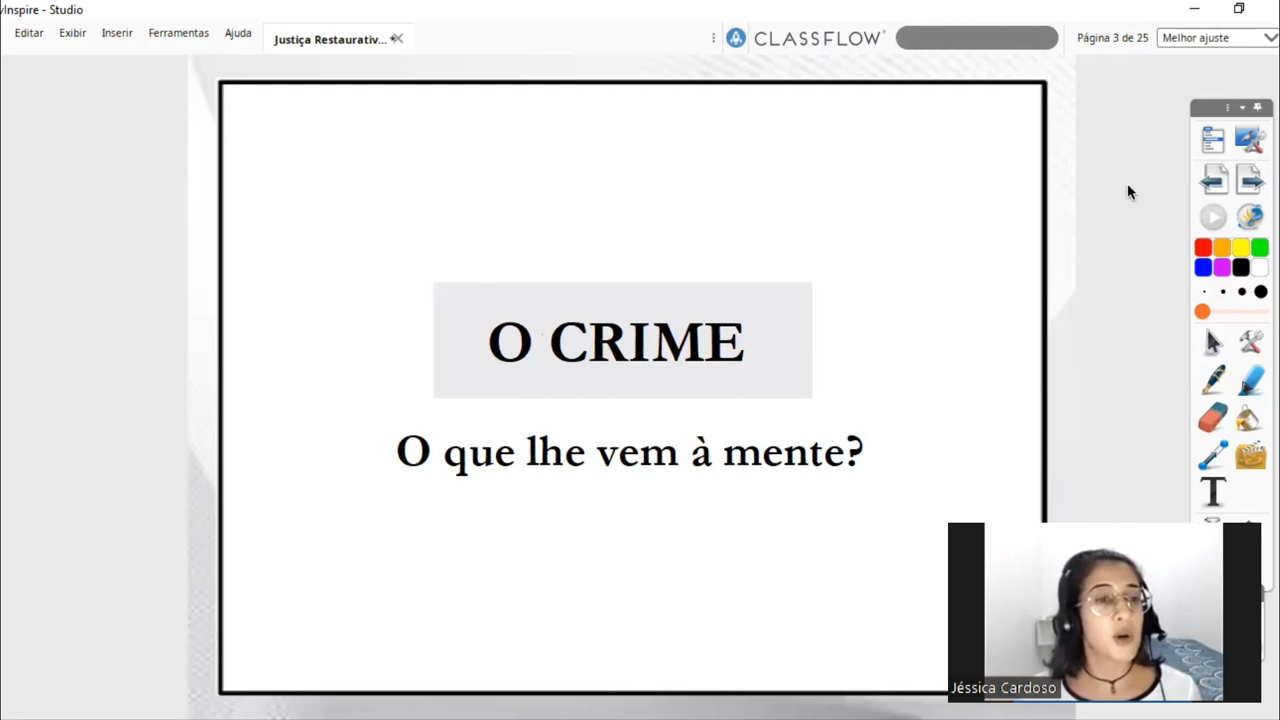 yInspire - Studio
Editar Exibir Inserir Ferramentas Ajuda Justiça Restaurativ... CLASSFLOW Página 3 de 25 Melhor ajuste
O CRIME
O que lhe vem à mente?
T
Jéssica Cardoso